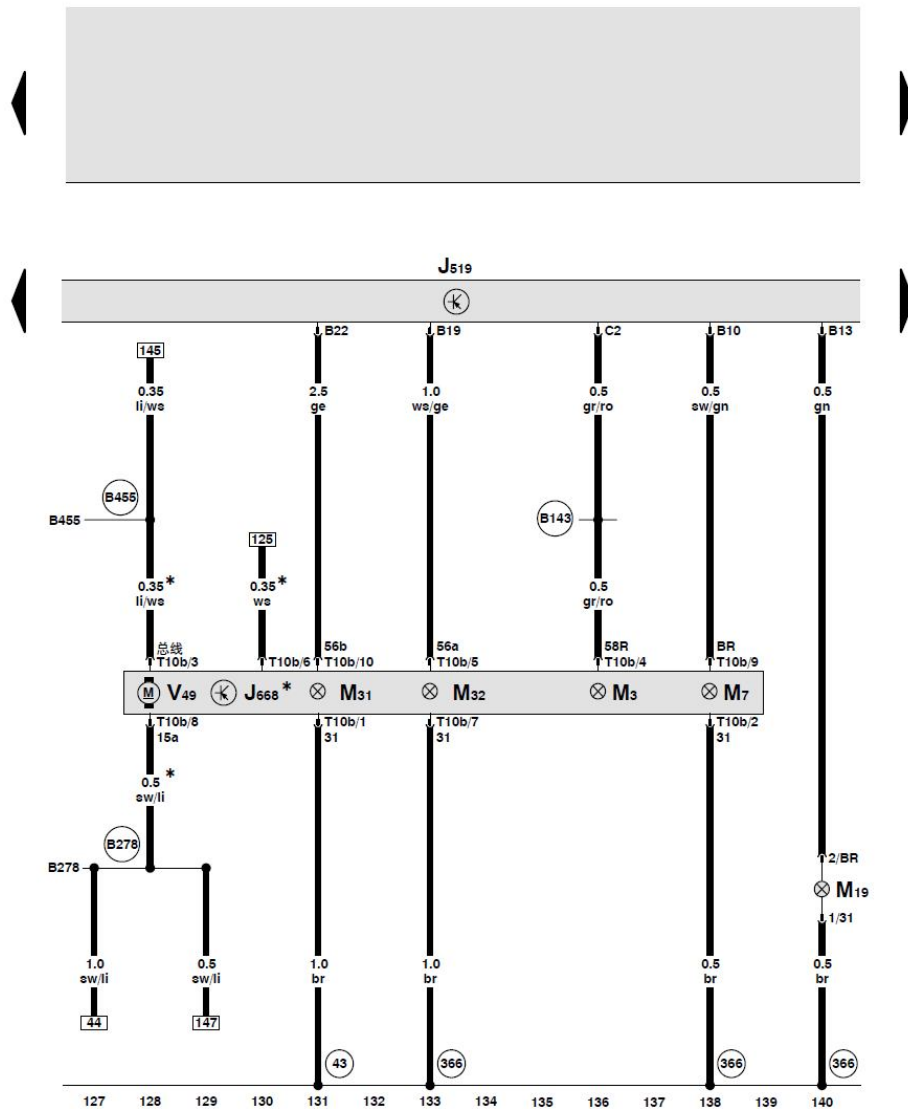 J519
B22 B19 C2 B10 B13
145
0.35 2.5 1.0 0.5 0.5 0.5
li/ws ge ws/ge gr/ro sw/gn gn
B455
B455 B143
125
0.35* 0.35* 0.5
li/ws ws gr/ro
总线 56b 56a 58R BR
T10b/3 T10b/6 T10b/10 T10b/5 T10b/4 T10b/9
M V49 J668* M31 M32 M3 M7
T10b/8 T10b/1 T10b/7 T10b/2
15a 31 31 31
0.5 *
sw/li
B278
B278
2/BR
M19
1/31
1.0 0.5 1.0 1.0 0.5 0.5
sw/li sw/li br br br br
44 147
43 366 366 366
127 128 129 130 131 132 133 134 135 136 137 138 139 140